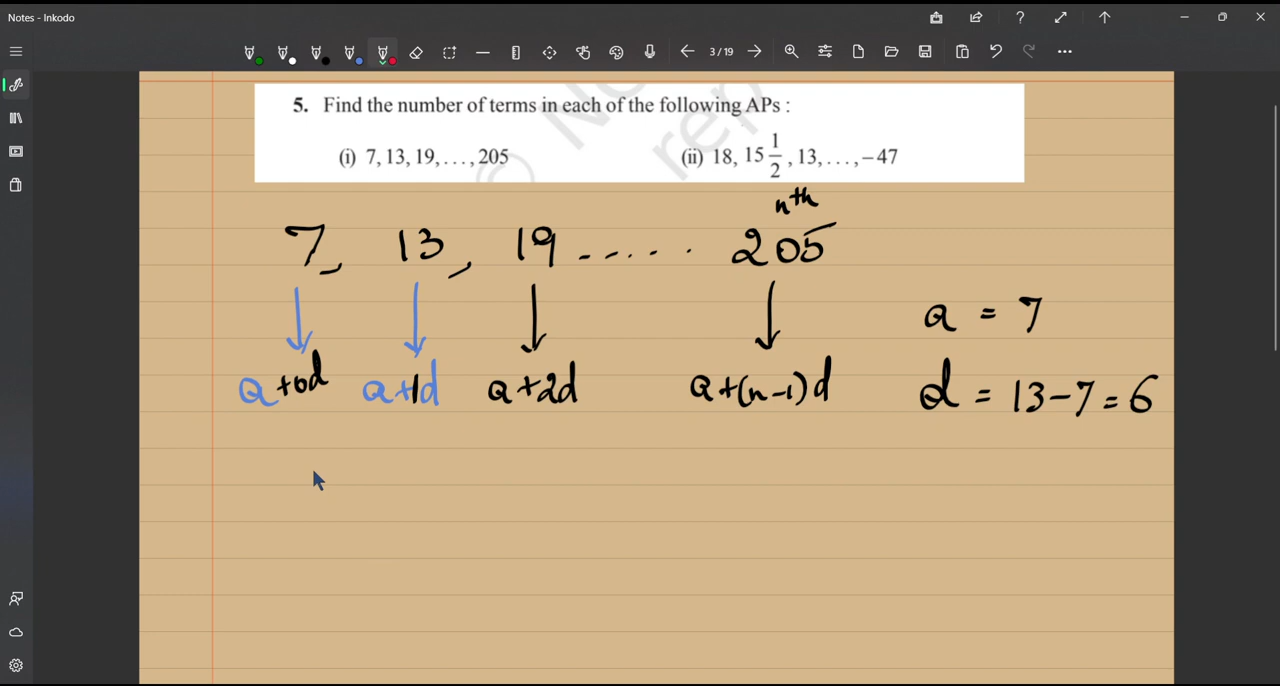 Notes - Inkodo
3 / 19
5. Find the number of terms in each of the following APs :
(i) 7, 13, 19, . . . , 205 (ii) 18, 15 1/2 , 13, . . . , – 47
nth
7, 13, 19 ..... 205
a = 7
a+0d a+1d a+2d a+(n-1)d
d = 13-7=6